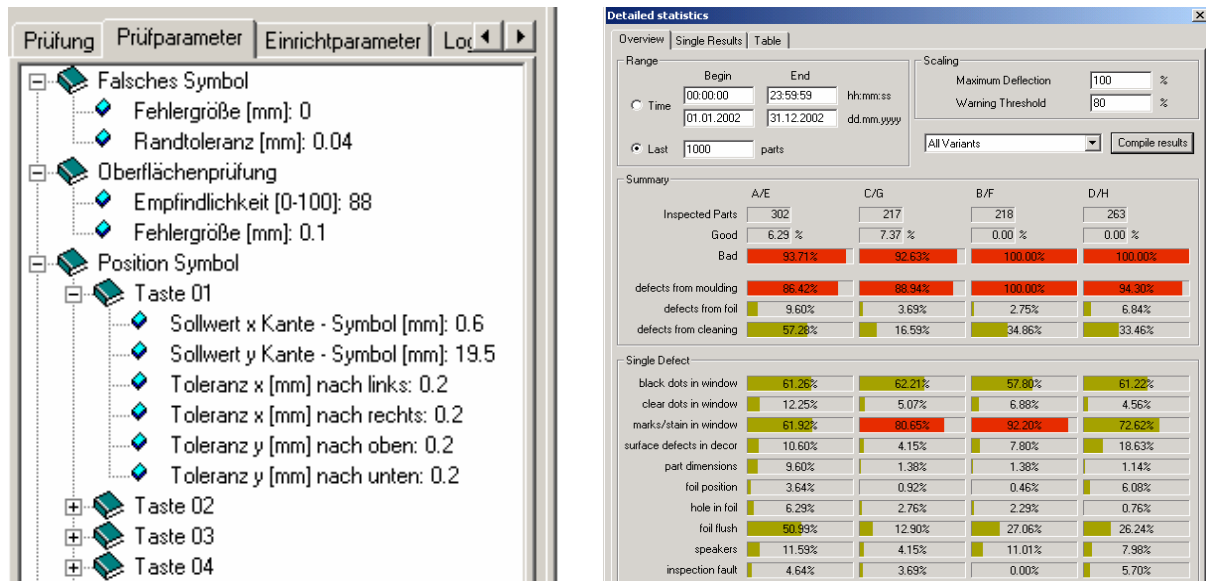 Prüfung Prüfparameter Einrichtparameter Log
Falsches Symbol
Fehlergröße [mm]: 0
Randtoleranz [mm]: 0.04
Oberflächenprüfung
Empfindlichkeit [0-100]: 88
Fehlergröße [mm]: 0.1
Position Symbol
Taste 01
Sollwert x Kante - Symbol [mm]: 0.6
Sollwert y Kante - Symbol [mm]: 19.5
Toleranz x [mm] nach links: 0.2
Toleranz x [mm] nach rechts: 0.2
Toleranz y [mm] nach oben: 0.2
Toleranz y [mm] nach unten: 0.2
Taste 02
Taste 03
Taste 04
Detailed statistics
Overview Single Results Table
Range
Begin End
Time 00:00:00 23:59:59 hh:mm:ss
01.01.2002 31.12.2002 dd.mm.yyyy
Last 1000 parts
Scaling
Maximum Deflection 100 %
Warning Threshold 80 %
All Variants Compile results
Summary
A/E C/G B/F D/H
Inspected Parts 302 217 218 263
Good 6.29 % 7.37 % 0.00 % 0.00 %
Bad 93.71% 92.63% 100.00% 100.00%
defects from moulding 86.42% 88.94% 100.00% 94.30%
defects from foil 9.60% 3.69% 2.75% 6.84%
defects from cleaning 57.28% 16.59% 34.86% 33.46%
Single Defect
black dots in window 61.26% 62.21% 57.80% 61.22%
clear dots in window 12.25% 5.07% 6.88% 4.56%
marks/stain in window 61.92% 80.65% 92.20% 72.62%
surface defects in decor 10.60% 4.15% 7.80% 18.63%
part dimensions 9.60% 1.38% 1.38% 1.14%
foil position 3.64% 0.92% 0.46% 6.08%
hole in foil 6.29% 2.76% 2.29% 0.76%
foil flush 50.99% 12.90% 27.06% 26.24%
speakers 11.59% 4.15% 11.01% 7.98%
inspection fault 4.64% 3.69% 0.00% 5.70%